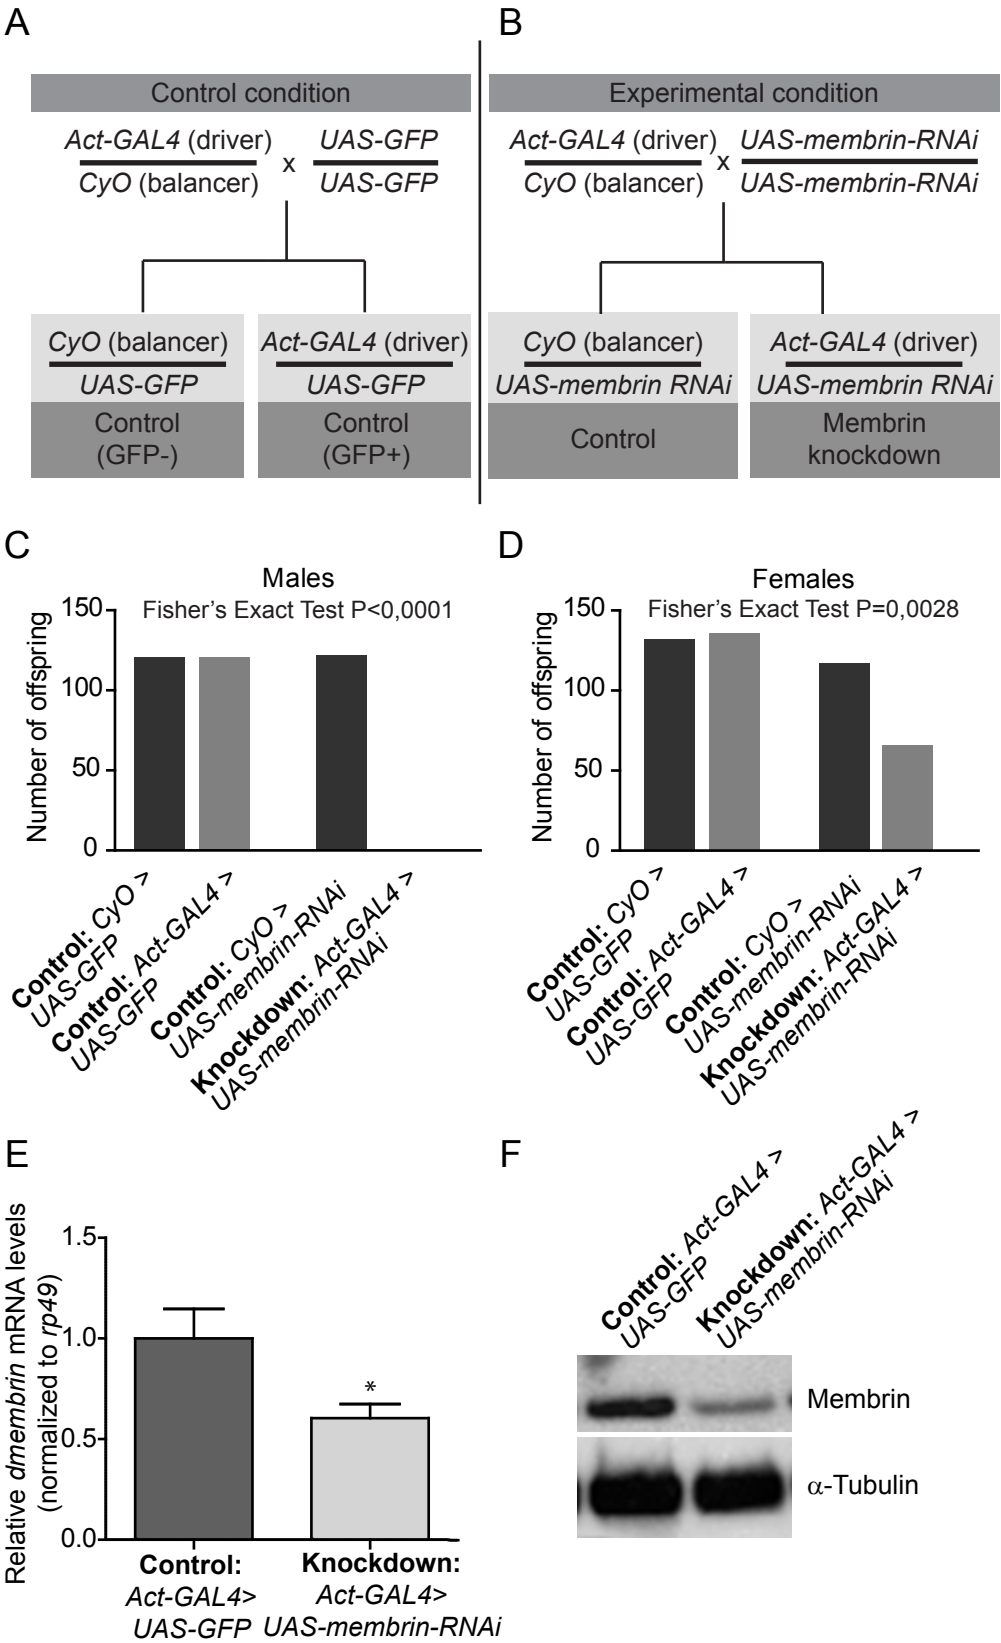 A
Control condition
Act-GAL4 (driver)
CyO (balancer)
x
UAS-GFP
UAS-GFP
CyO (balancer)
UAS-GFP
Control
(GFP-)
Act-GAL4 (driver)
UAS-GFP
Control
(GFP+)
B
Experimental condition
Act-GAL4 (driver)
CyO (balancer)
x
UAS-membrin-RNAi
UAS-membrin-RNAi
CyO (balancer)
UAS-membrin RNAi
Control
Act-GAL4 (driver)
UAS-membrin RNAi
Membrin
knockdown
C
Males
Fisher's Exact Test P<0,0001
Number of offspring
150
100
50
0
Control: CyO >
UAS-GFP
Control: Act-GAL4 >
UAS-GFP
Control: CyO >
UAS-membrin-RNAi
Knockdown: Act-GAL4 >
UAS-membrin-RNAi
D
Females
Fisher's Exact Test P=0,0028
Number of offspring
150
100
50
0
Control: CyO >
UAS-GFP
Control: Act-GAL4 >
UAS-GFP
Control: CyO >
UAS-membrin-RNAi
Knockdown: Act-GAL4 >
UAS-membrin-RNAi
E
Relative dmembrin mRNA levels
(normalized to rp49)
1.5
1.0
0.5
0.0
*
Control:
Act-GAL4>
UAS-GFP
Knockdown:
Act-GAL4>
UAS-membrin-RNAi
F
Control: Act-GAL4 >
UAS-GFP
Knockdown: Act-GAL4 >
UAS-membrin-RNAi
Membrin
α-Tubulin